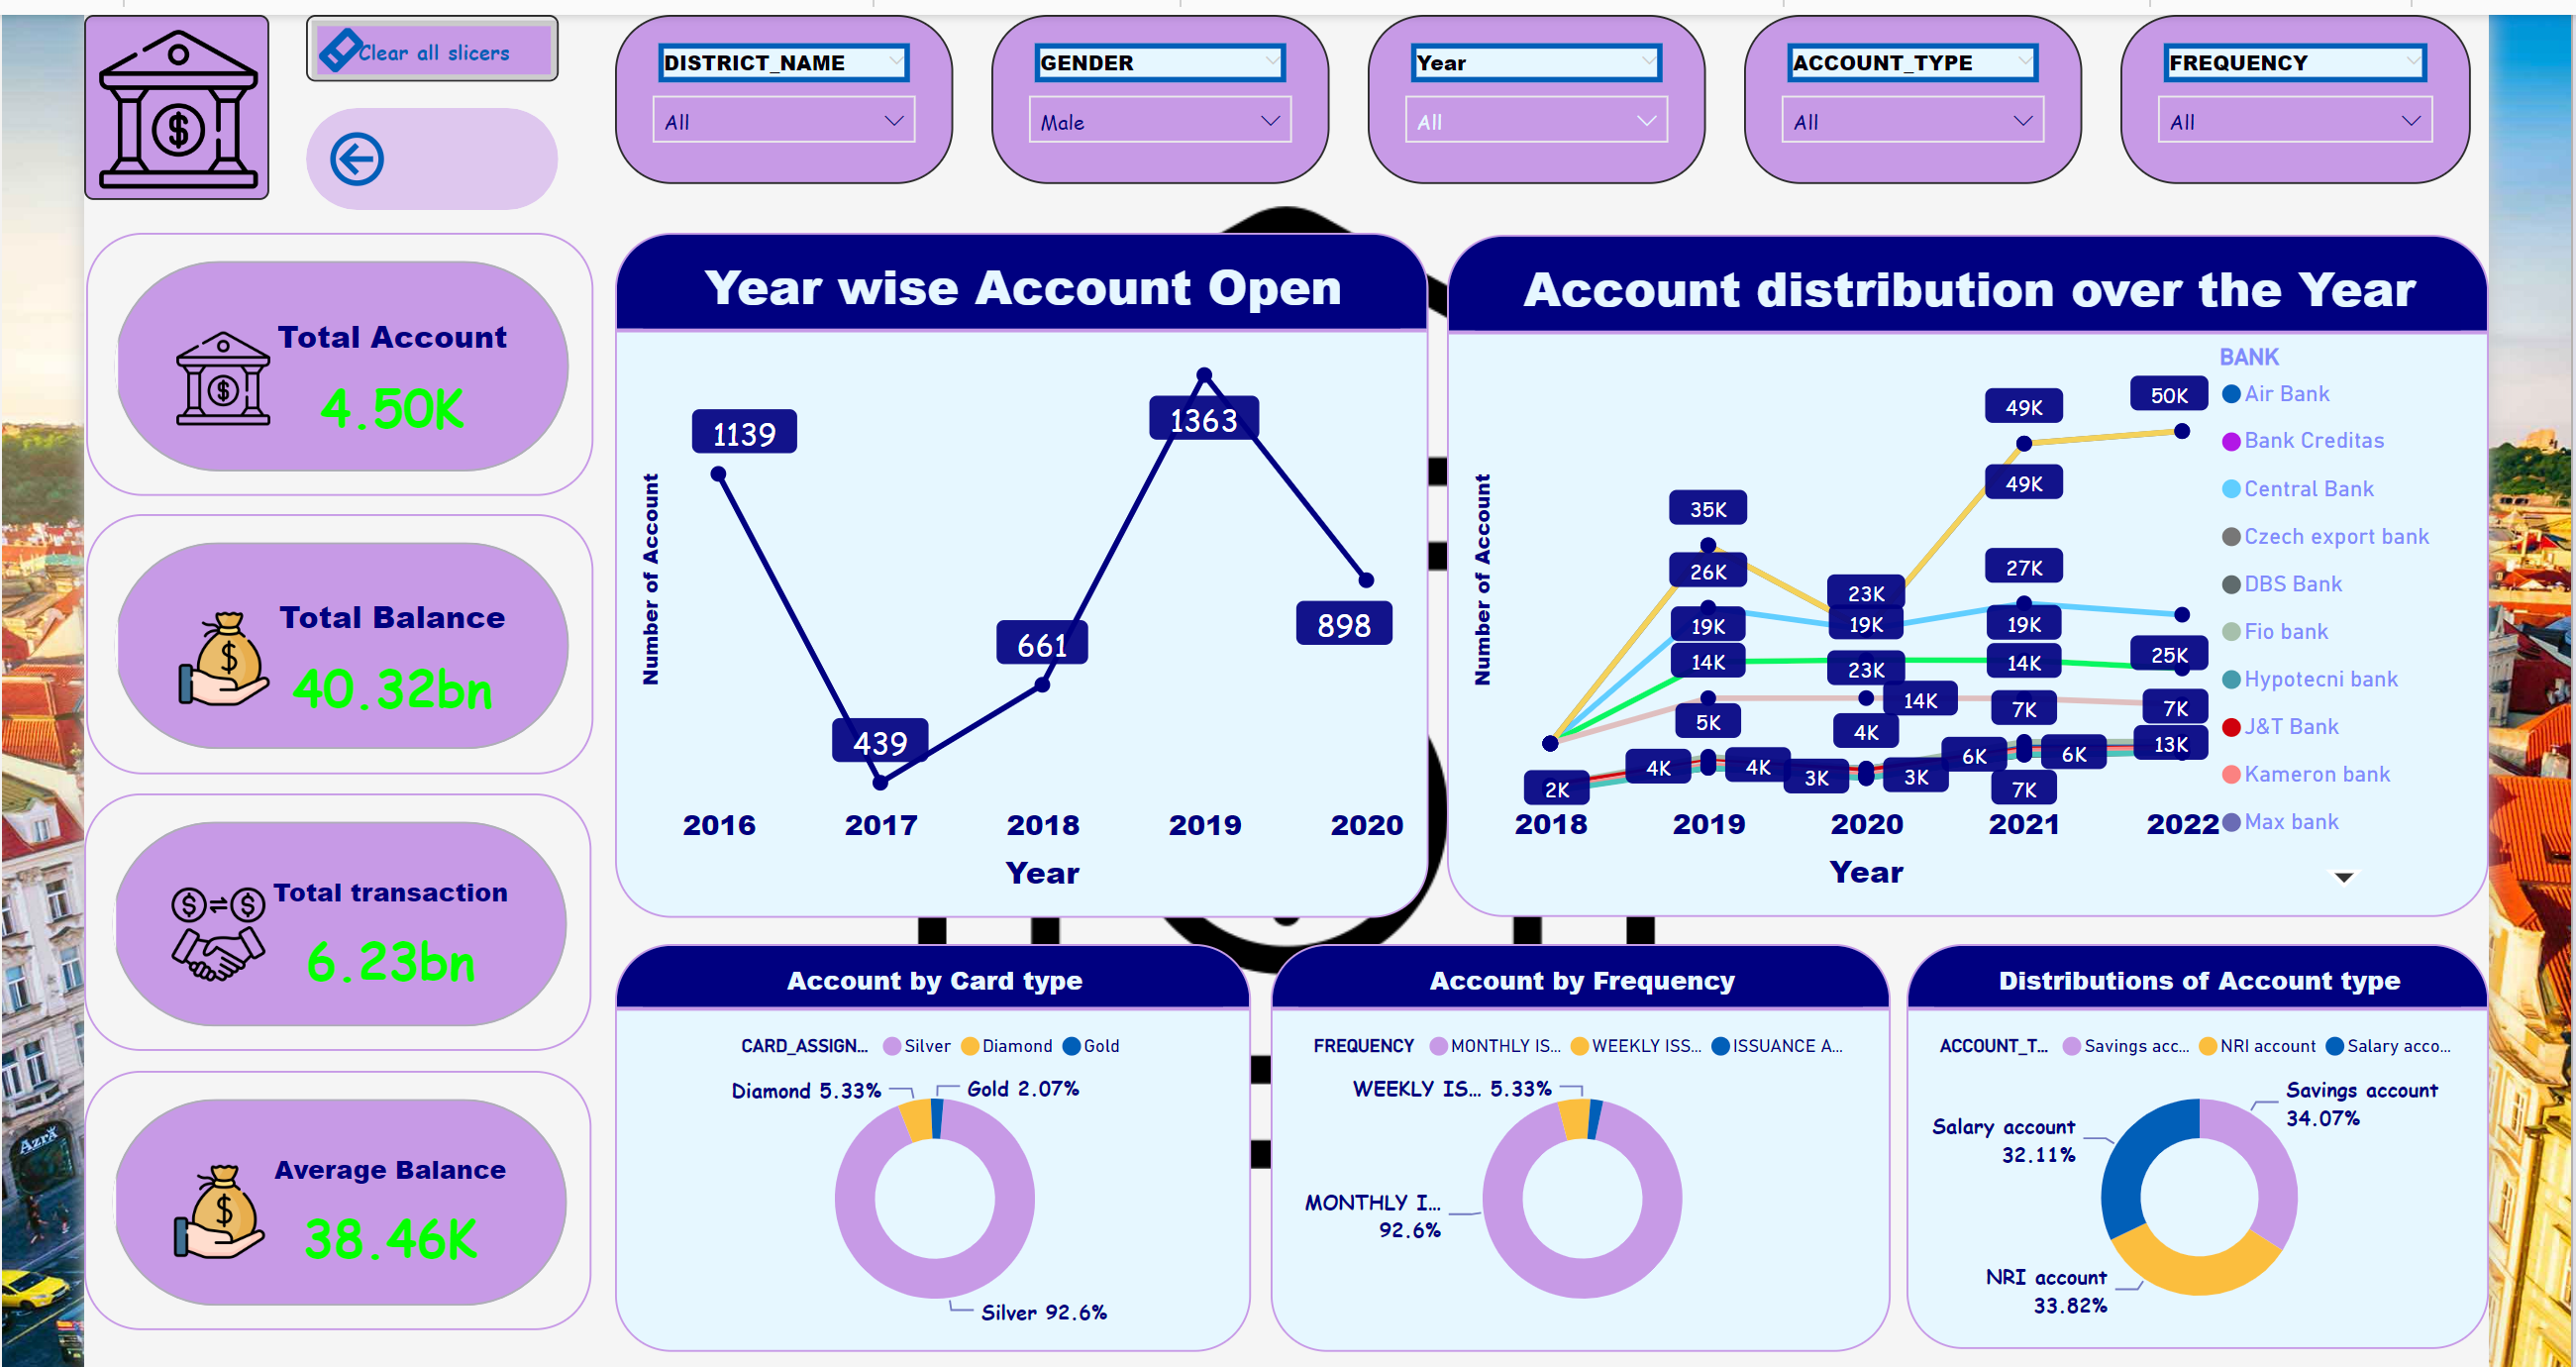 Clear all slicers
DISTRICT_NAME
All
GENDER
Male
Year
All
ACCOUNT_TYPE
All
FREQUENCY
All
Total Account
4.50K
Total Balance
40.32bn
Total transaction
6.23bn
Average Balance
38.46K
Year wise Account Open
Number of Account
1139
439
661
1363
898
2016 2017 2018 2019 2020
Year
Account distribution over the Year
Number of Account
49K
50K
49K
35K
26K
27K
23K
19K
19K
19K
14K
23K
14K
25K
5K
14K
7K
7K
4K
4K
4K
6K
6K
13K
2K
3K
3K
7K
2018 2019 2020 2021 2022
Year
BANK
Air Bank
Bank Creditas
Central Bank
Czech export bank
DBS Bank
Fio bank
Hypotecni bank
J&T Bank
Kameron bank
Max bank
Account by Card type
CARD_ASSIGN... Silver Diamond Gold
Diamond 5.33%
Gold 2.07%
Silver 92.6%
Account by Frequency
FREQUENCY MONTHLY IS... WEEKLY ISS... ISSUANCE A...
WEEKLY IS... 5.33%
MONTHLY I...
92.6%
Distributions of Account type
ACCOUNT_T... Savings acc... NRI account Salary acco...
Savings account
34.07%
Salary account
32.11%
NRI account
33.82%
AZrA